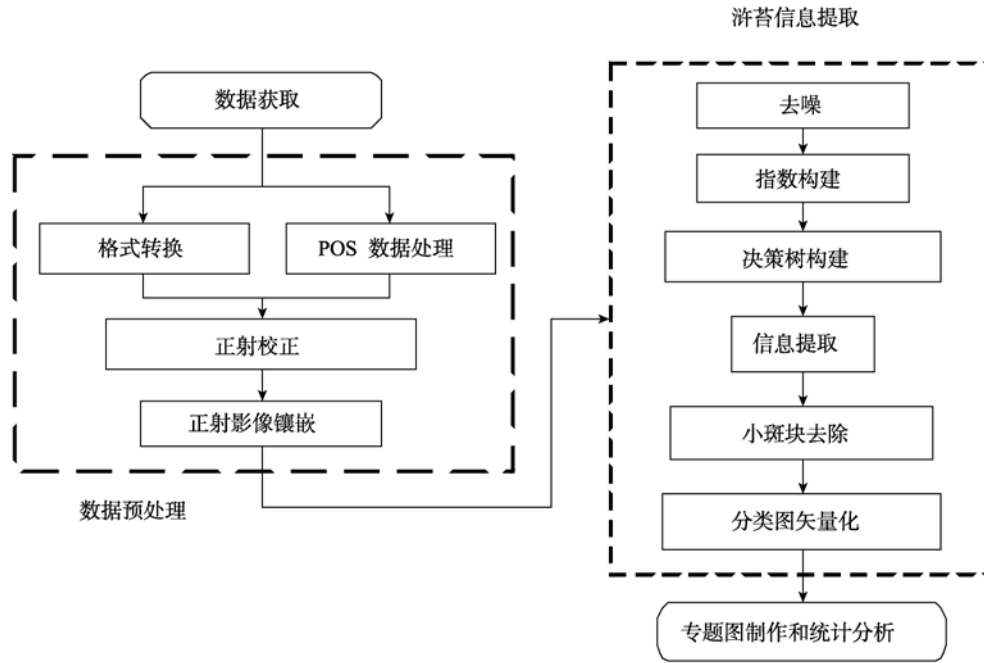 数据获取
格式转换
POS 数据处理
正射校正
正射影像镶嵌
数据预处理
浒苔信息提取
去噪
指数构建
决策树构建
信息提取
小斑块去除
分类图矢量化
专题图制作和统计分析